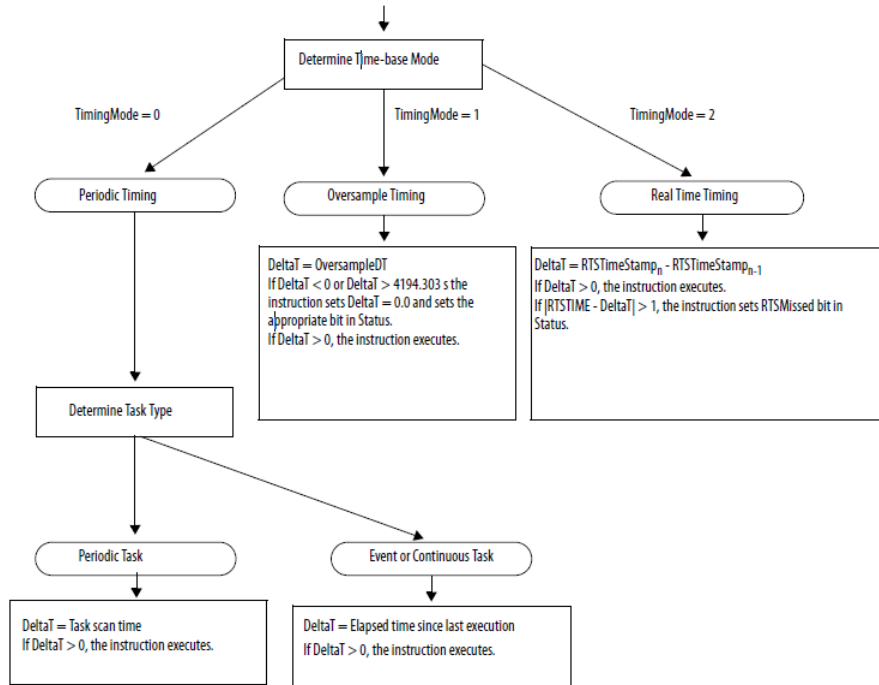 Determine Time-base Mode
TimingMode = 0
TimingMode = 1
TimingMode = 2
Periodic Timing
Oversample Timing
Real Time Timing
DeltaT = OversampleDT
If DeltaT < 0 or DeltaT > 4194.303 s the
instruction sets DeltaT = 0.0 and sets the
appropriate bit in Status.
If DeltaT > 0, the instruction executes.
DeltaT = RTSTimeStampn - RTSTimeStampn-1
If DeltaT > 0, the instruction executes.
If |RTSTIME - DeltaT| > 1, the instruction sets RTSMissed bit in
Status.
Determine Task Type
Periodic Task
Event or Continuous Task
DeltaT = Task scan time
If DeltaT > 0, the instruction executes.
DeltaT = Elapsed time since last execution
If DeltaT > 0, the instruction executes.